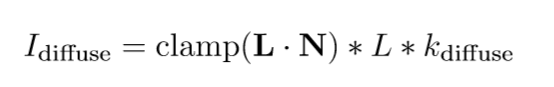 I_diffuse = clamp(L · N) * L * k_diffuse